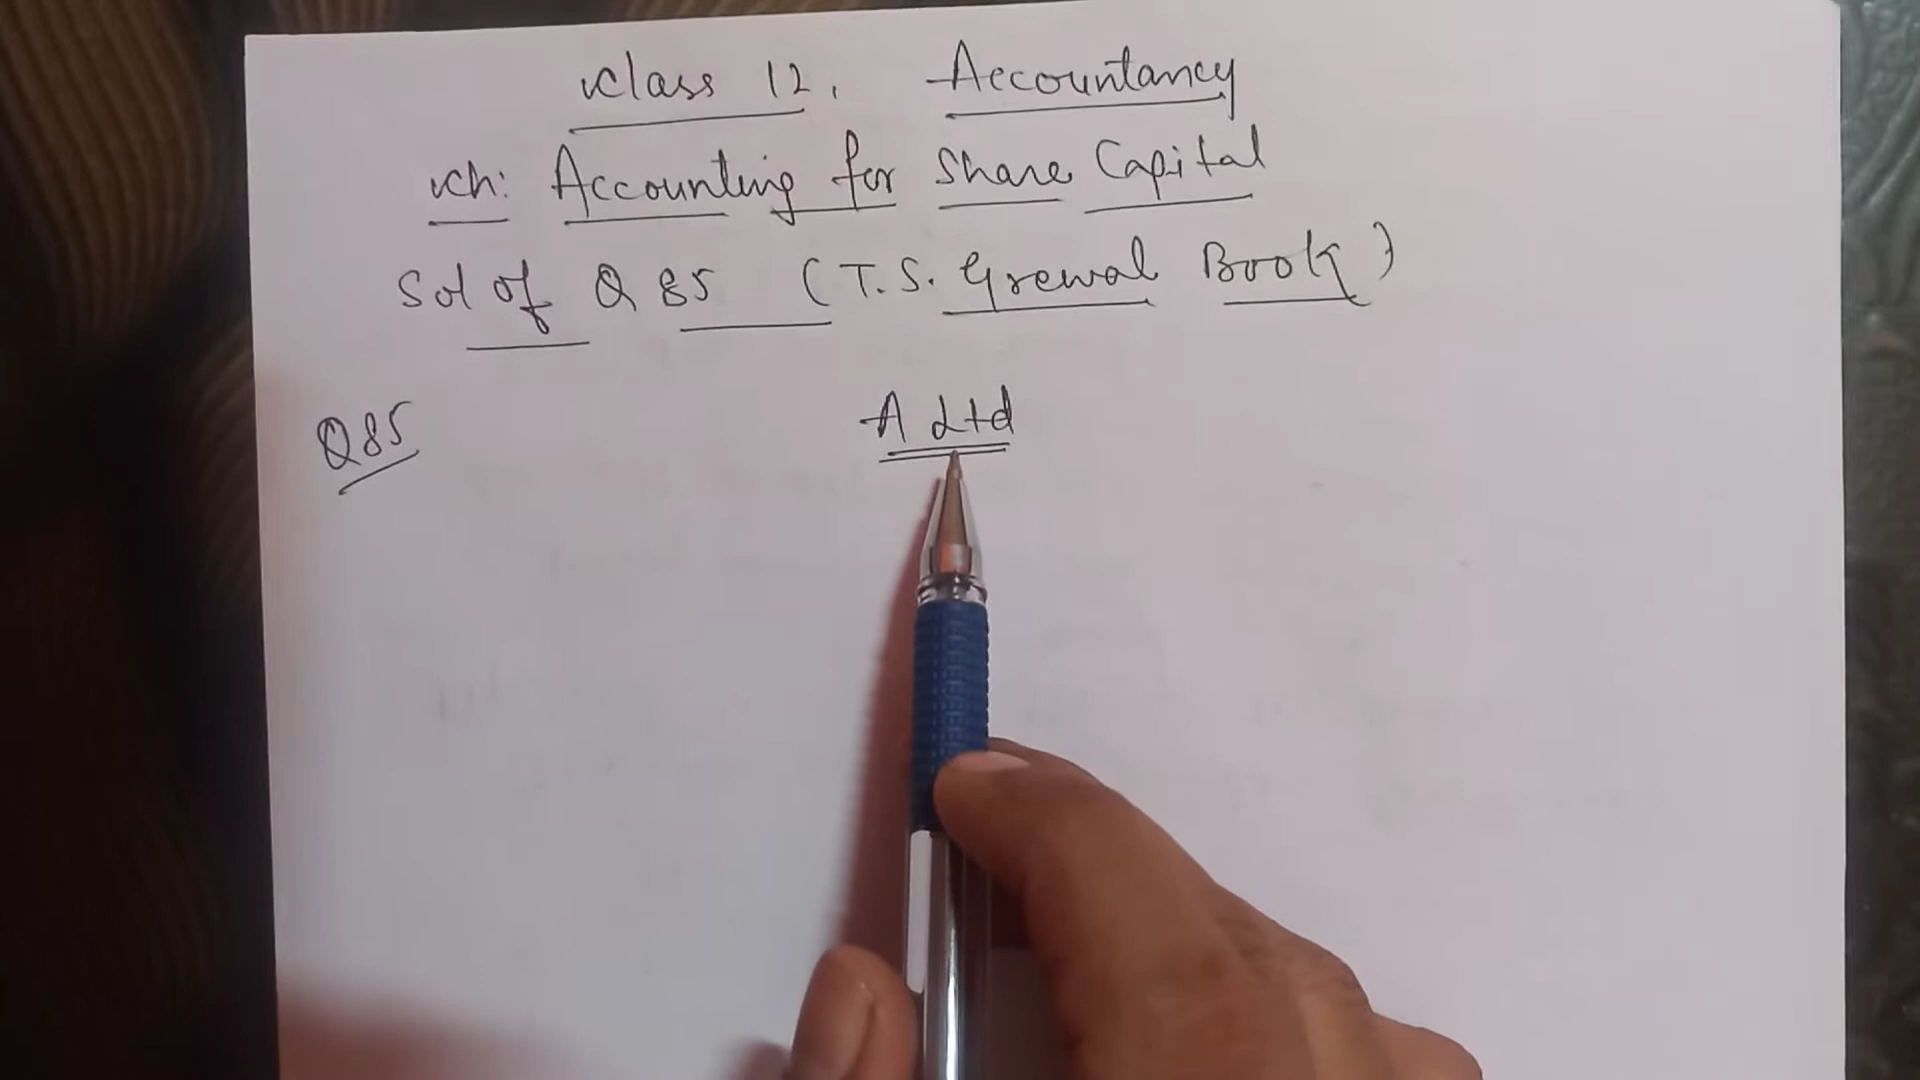 Class 12, Accountancy
Ch: Accounting for Share Capital
Sol of Q 85 (T.S. Grewal Book)
Q85 A Ltd